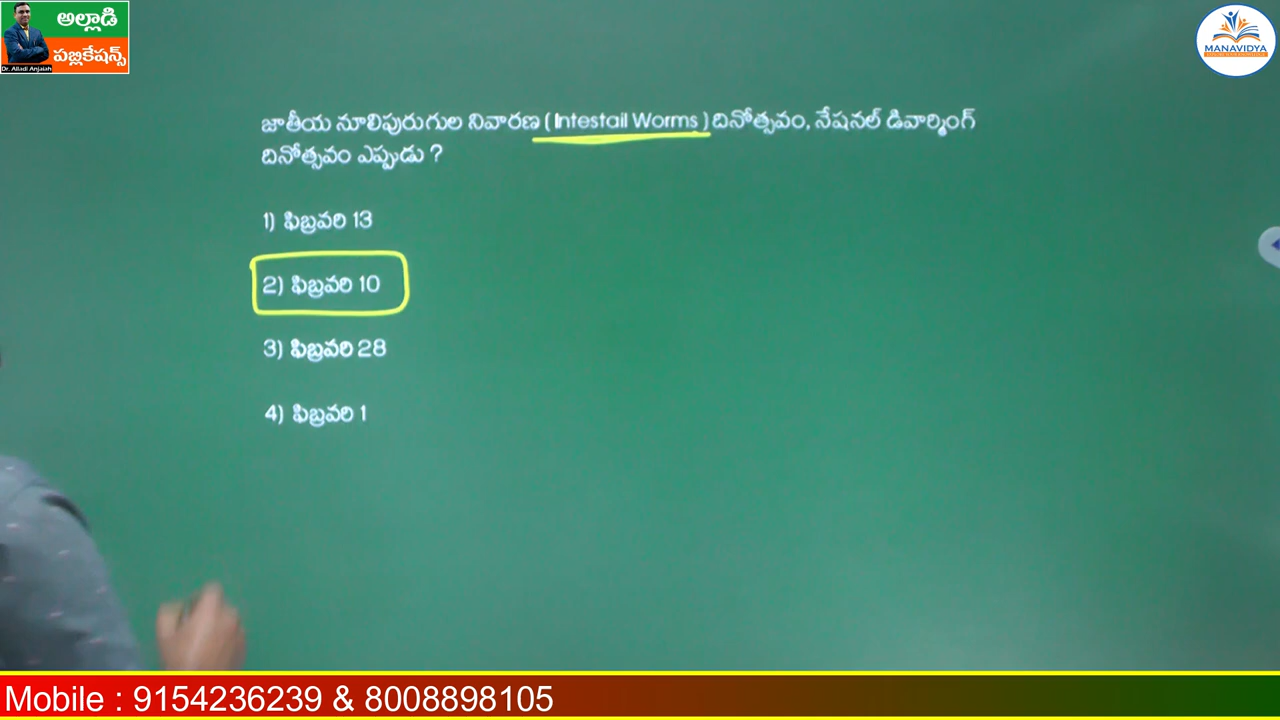 అల్లాడి
పబ్లికేషన్స్
Dr. Alladi Anjaiah
MANAVIDYA
జాతీయ నూలిపురుగుల నివారణ ( Intestail Worms ) దినోత్సవం, నేషనల్ డివార్మింగ్
దినోత్సవం ఎప్పుడు ?
1) ఫిబ్రవరి 13
2) ఫిబ్రవరి 10
3) ఫిబ్రవరి 28
4) ఫిబ్రవరి 1
Mobile : 9154236239 & 8008898105